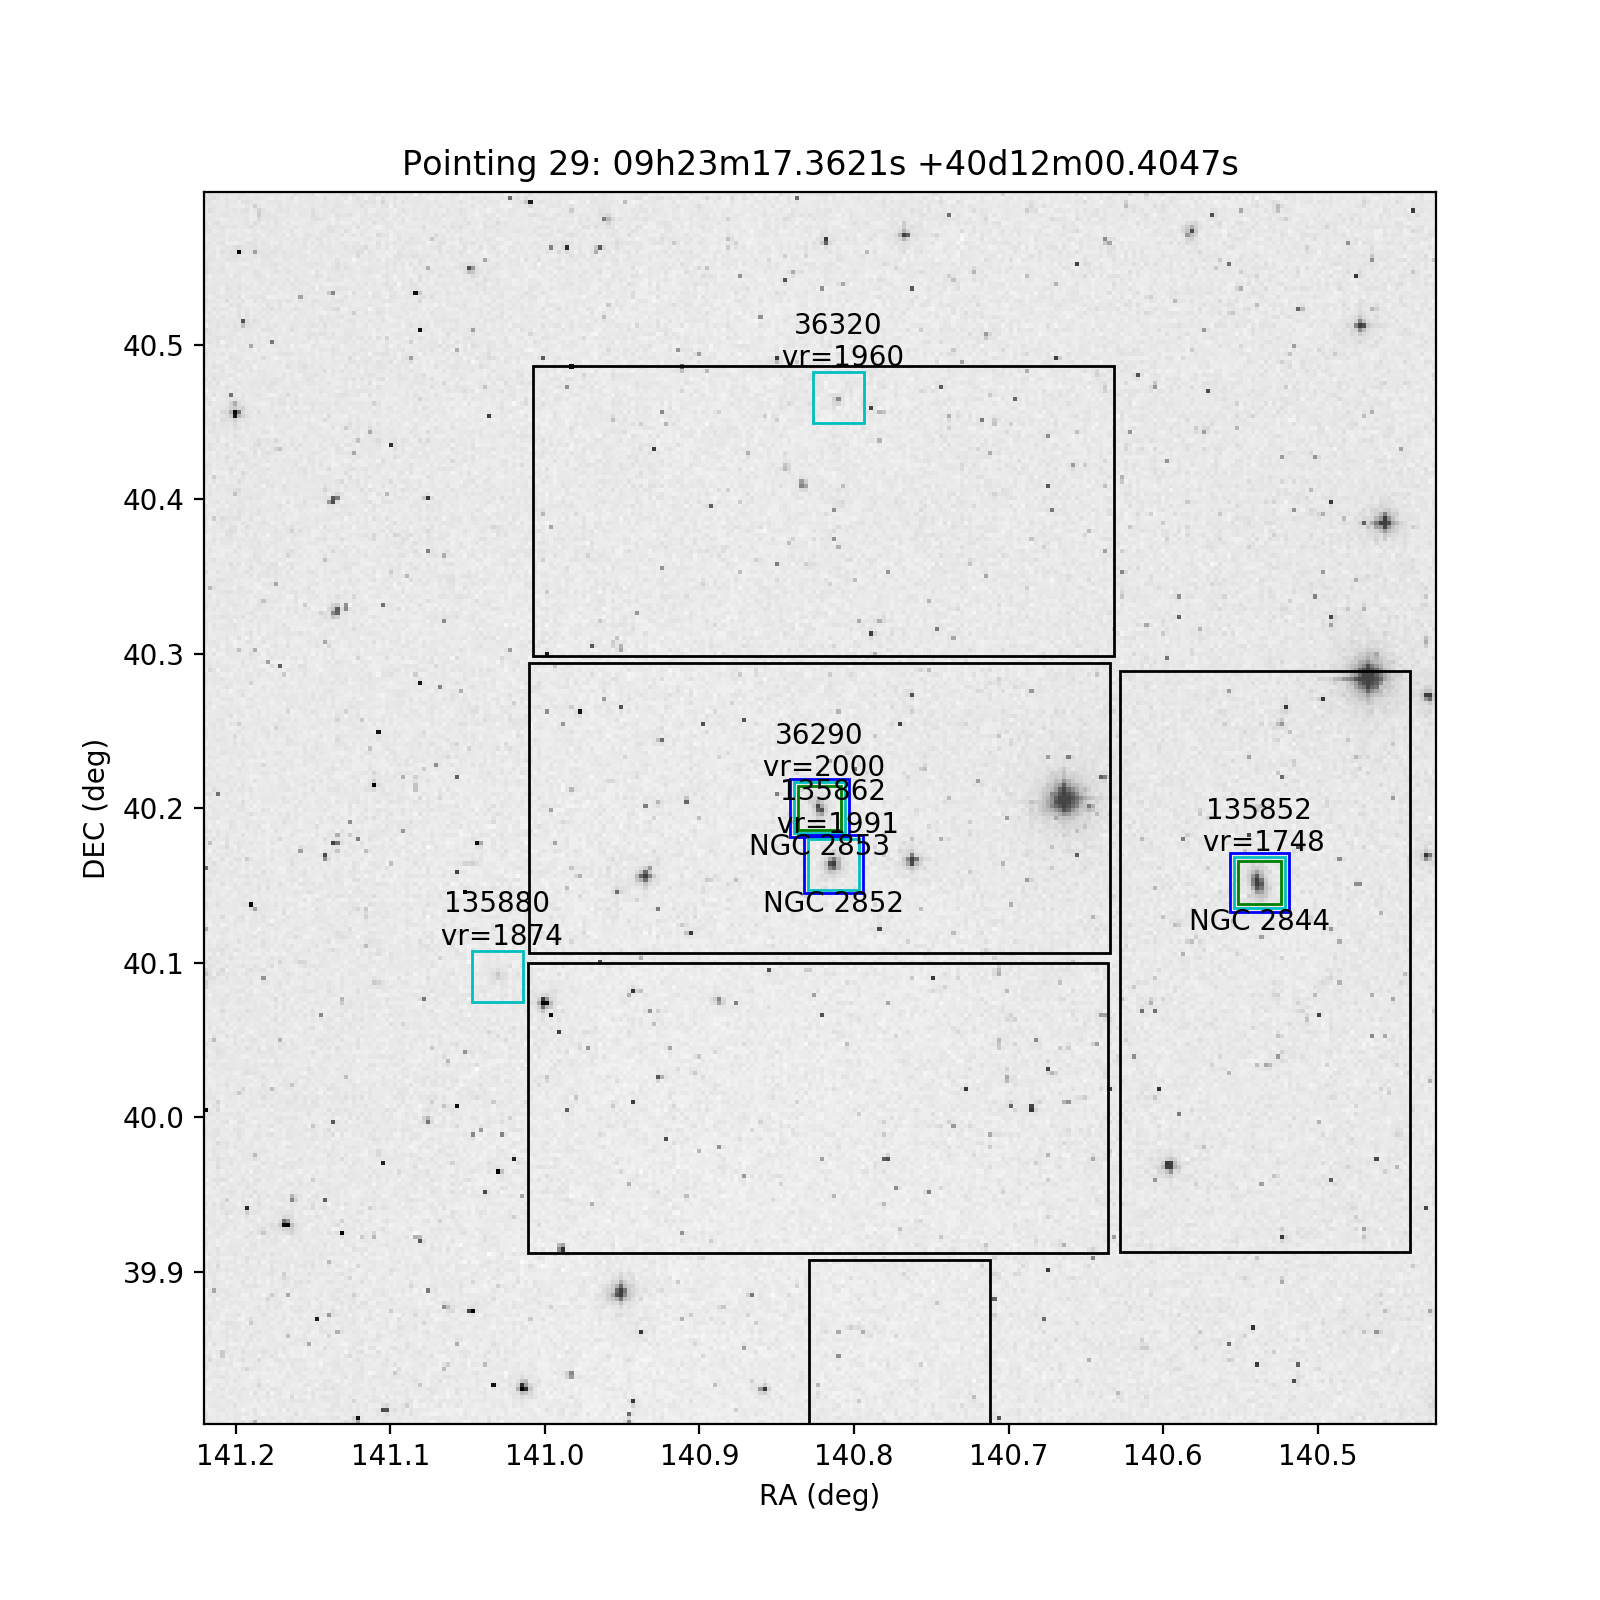 Pointing 29: 09h23m17.3621s +40d12m00.4047s
40.5
40.4
40.3
40.2
40.1
40.0
39.9
DEC (deg)
36320
vr=1960
36290
vr=2000
135862
vr=1991
NGC 2853
NGC 2852
135852
vr=1748
NGC 2844
135880
vr=1874
141.2
141.1
141.0
140.9
140.8
140.7
140.6
140.5
RA (deg)